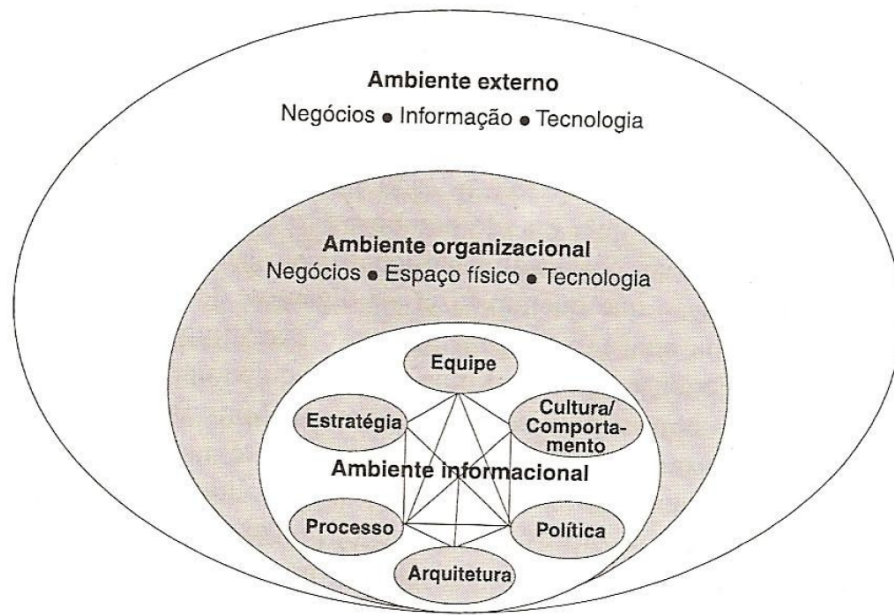 Ambiente externo
Negócios ● Informação ● Tecnologia
Ambiente organizacional
Negócios ● Espaço físico ● Tecnologia
Equipe
Estratégia
Cultura/
Comporta-
mento
Ambiente informacional
Processo
Política
Arquitetura